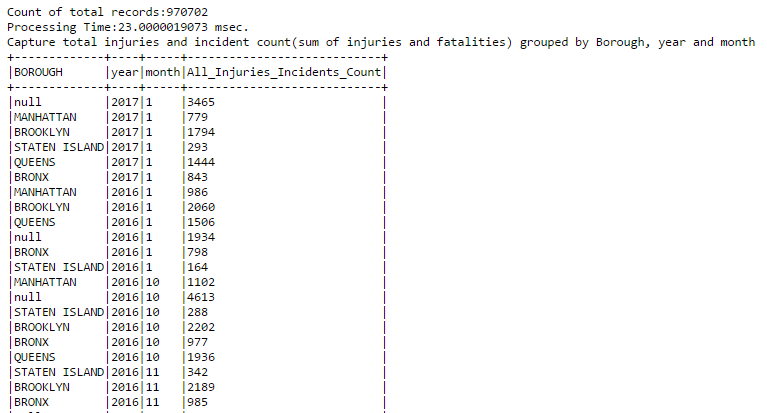 Count of total records:970702
Processing Time:23.0000019073 msec.
Capture total injuries and incident count(sum of injuries and fatalities) grouped by Borough, year and month
+-------------+----+-----+---------------------------+
|BOROUGH      |year|month|All_Injuries_Incidents_Count|
+-------------+----+-----+---------------------------+
|null         |2017|1    |3465                       |
|MANHATTAN    |2017|1    |779                        |
|BROOKLYN     |2017|1    |1794                       |
|STATEN ISLAND|2017|1    |293                        |
|QUEENS       |2017|1    |1444                       |
|BRONX        |2017|1    |843                        |
|MANHATTAN    |2016|1    |986                        |
|BROOKLYN     |2016|1    |2060                       |
|QUEENS       |2016|1    |1506                       |
|null         |2016|1    |1934                       |
|BRONX        |2016|1    |798                        |
|STATEN ISLAND|2016|1    |164                        |
|MANHATTAN    |2016|10   |1102                       |
|null         |2016|10   |4613                       |
|STATEN ISLAND|2016|10   |288                        |
|BROOKLYN     |2016|10   |2202                       |
|BRONX        |2016|10   |977                        |
|QUEENS       |2016|10   |1936                       |
|STATEN ISLAND|2016|11   |342                        |
|BROOKLYN     |2016|11   |2189                       |
|BRONX        |2016|11   |985                        |